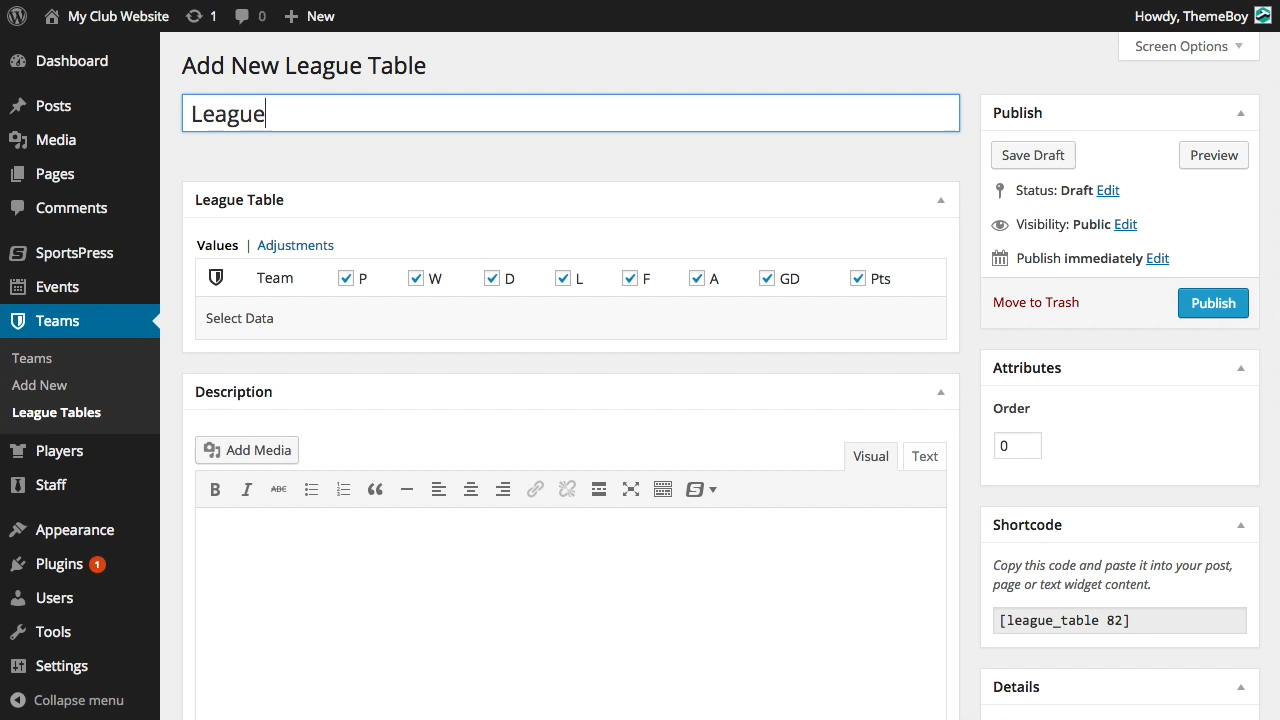 My Club Website 1 0 New Howdy, ThemeBoy
Screen Options
Dashboard
Posts
Media
Pages
Comments
SportsPress
Events
Teams
Teams
Add New
League Tables
Players
Staff
Appearance
Plugins 1
Users
Tools
Settings
Collapse menu
Add New League Table
League
League Table
Values | Adjustments
Team P W D L F A GD Pts
Select Data
Description
Add Media
Visual Text
B I ABC
Publish
Save Draft Preview
Status: Draft Edit
Visibility: Public Edit
Publish immediately Edit
Move to Trash Publish
Attributes
Order
0
Shortcode
Copy this code and paste it into your post,
page or text widget content.
[league_table 82]
Details